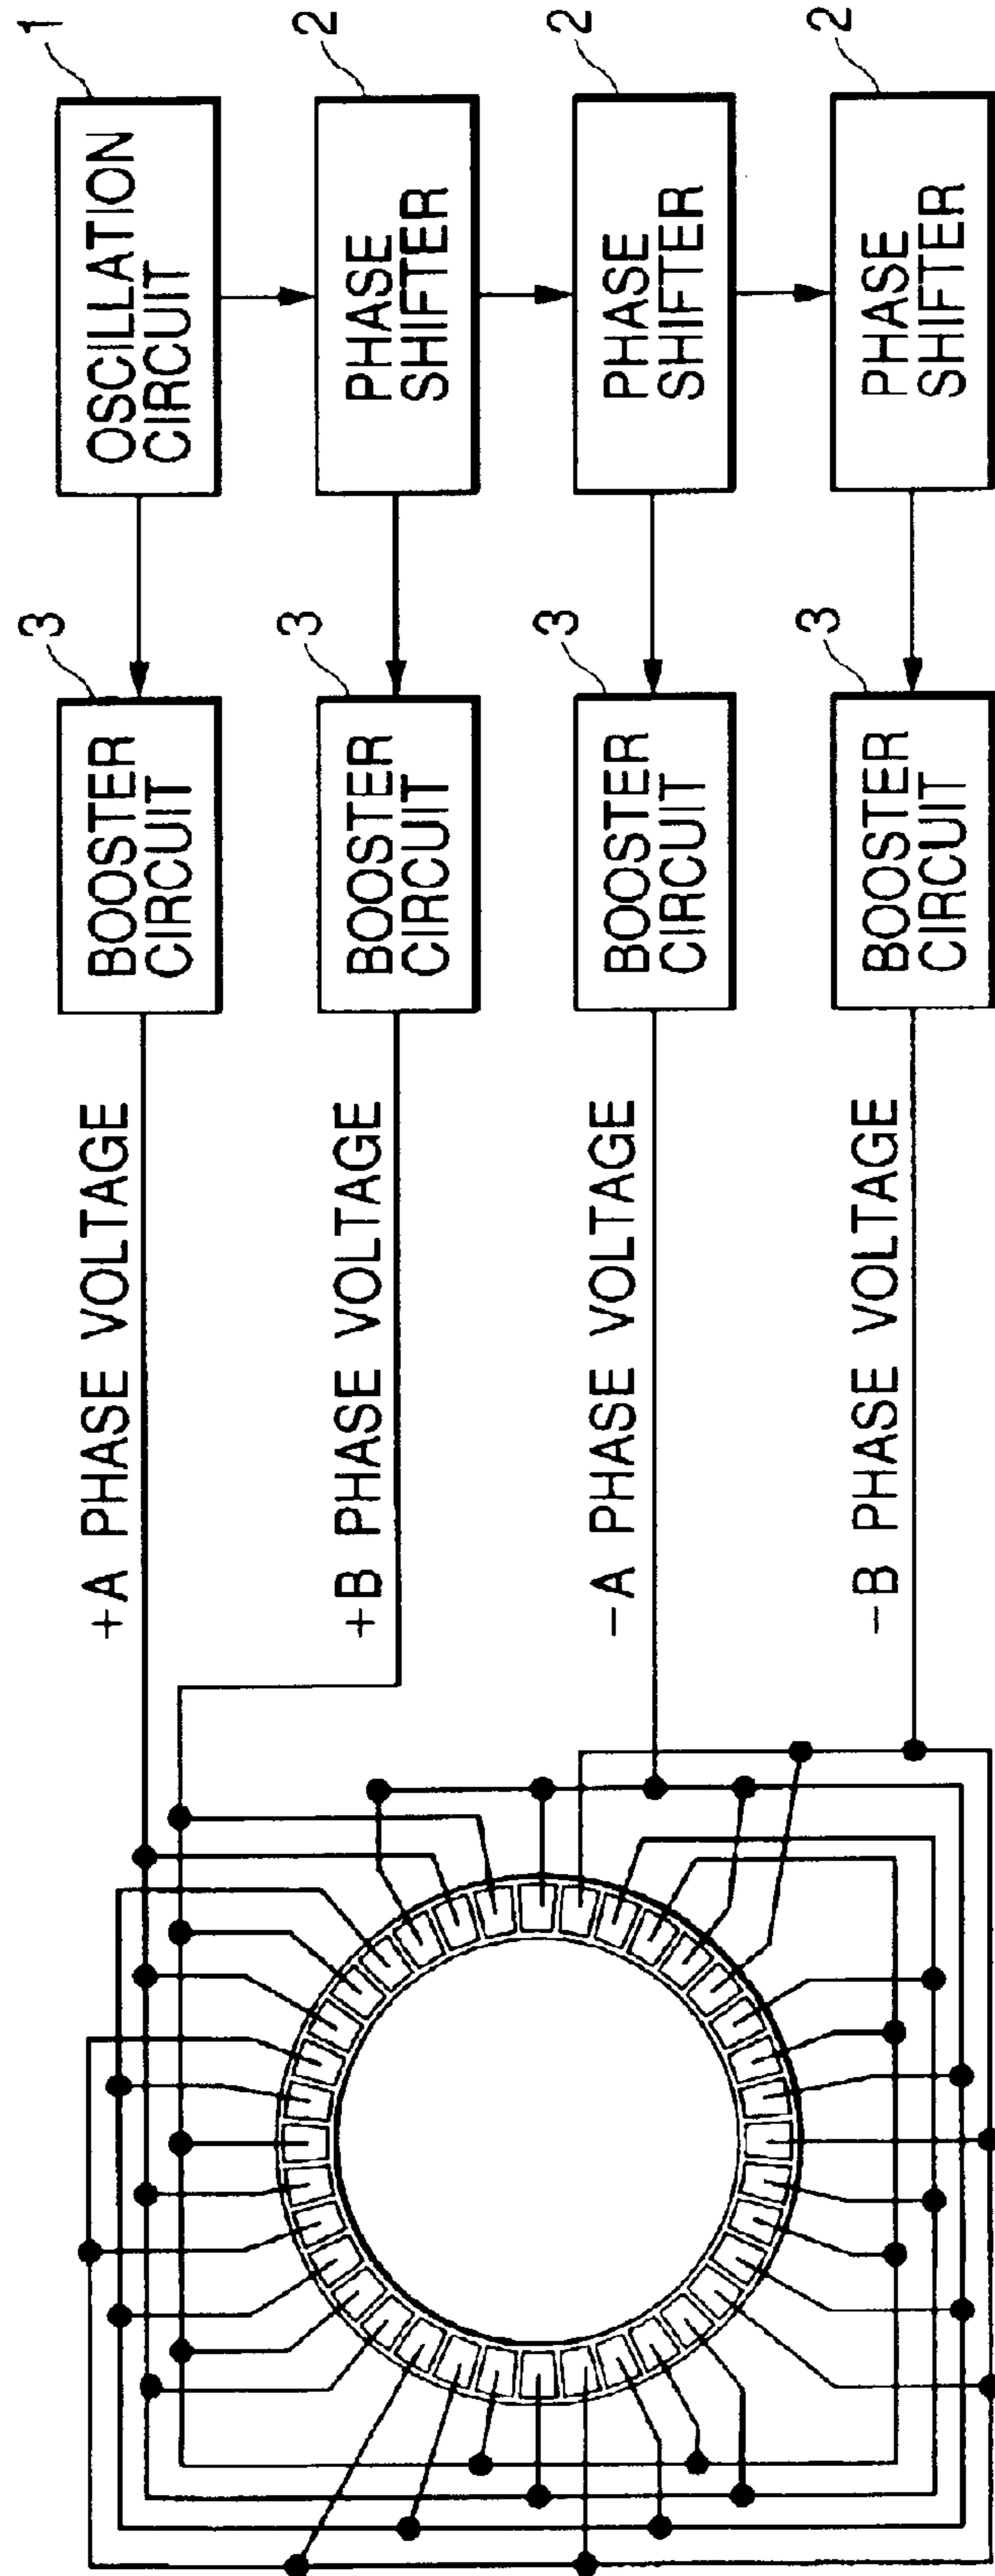 1
OSCILLATION
CIRCUIT
2
PHASE
SHIFTER
2
PHASE
SHIFTER
2
PHASE
SHIFTER
3
BOOSTER
CIRCUIT
3
BOOSTER
CIRCUIT
3
BOOSTER
CIRCUIT
3
BOOSTER
CIRCUIT
+A PHASE VOLTAGE
+B PHASE VOLTAGE
−A PHASE VOLTAGE
−B PHASE VOLTAGE